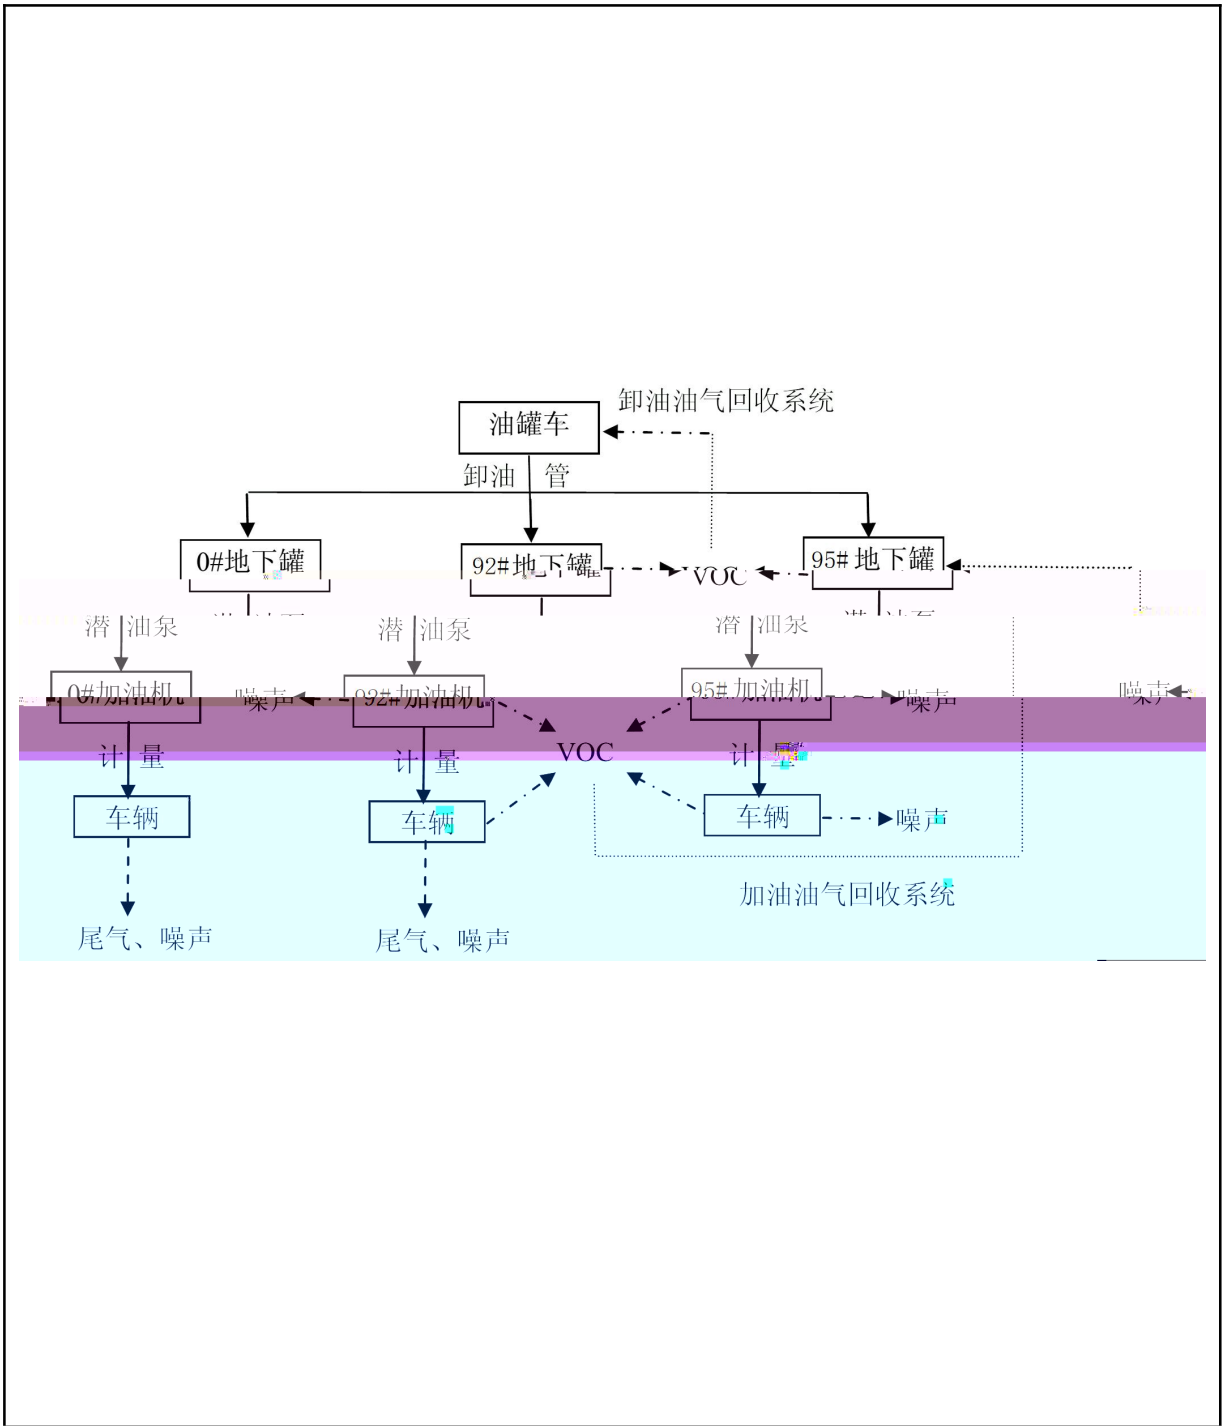 卸油油气回收系统
油罐车
卸油 管
0#地下罐 92#地下罐 VOC 95#地下罐
潜 油泵 潜 油泵 潜 油泵
0#加油机 噪声 92#加油机 95#加油机 噪声 噪声
计 量 计 量 VOC 计 量
车辆 车辆 车辆 噪声
加油油气回收系统
尾气、噪声 尾气、噪声